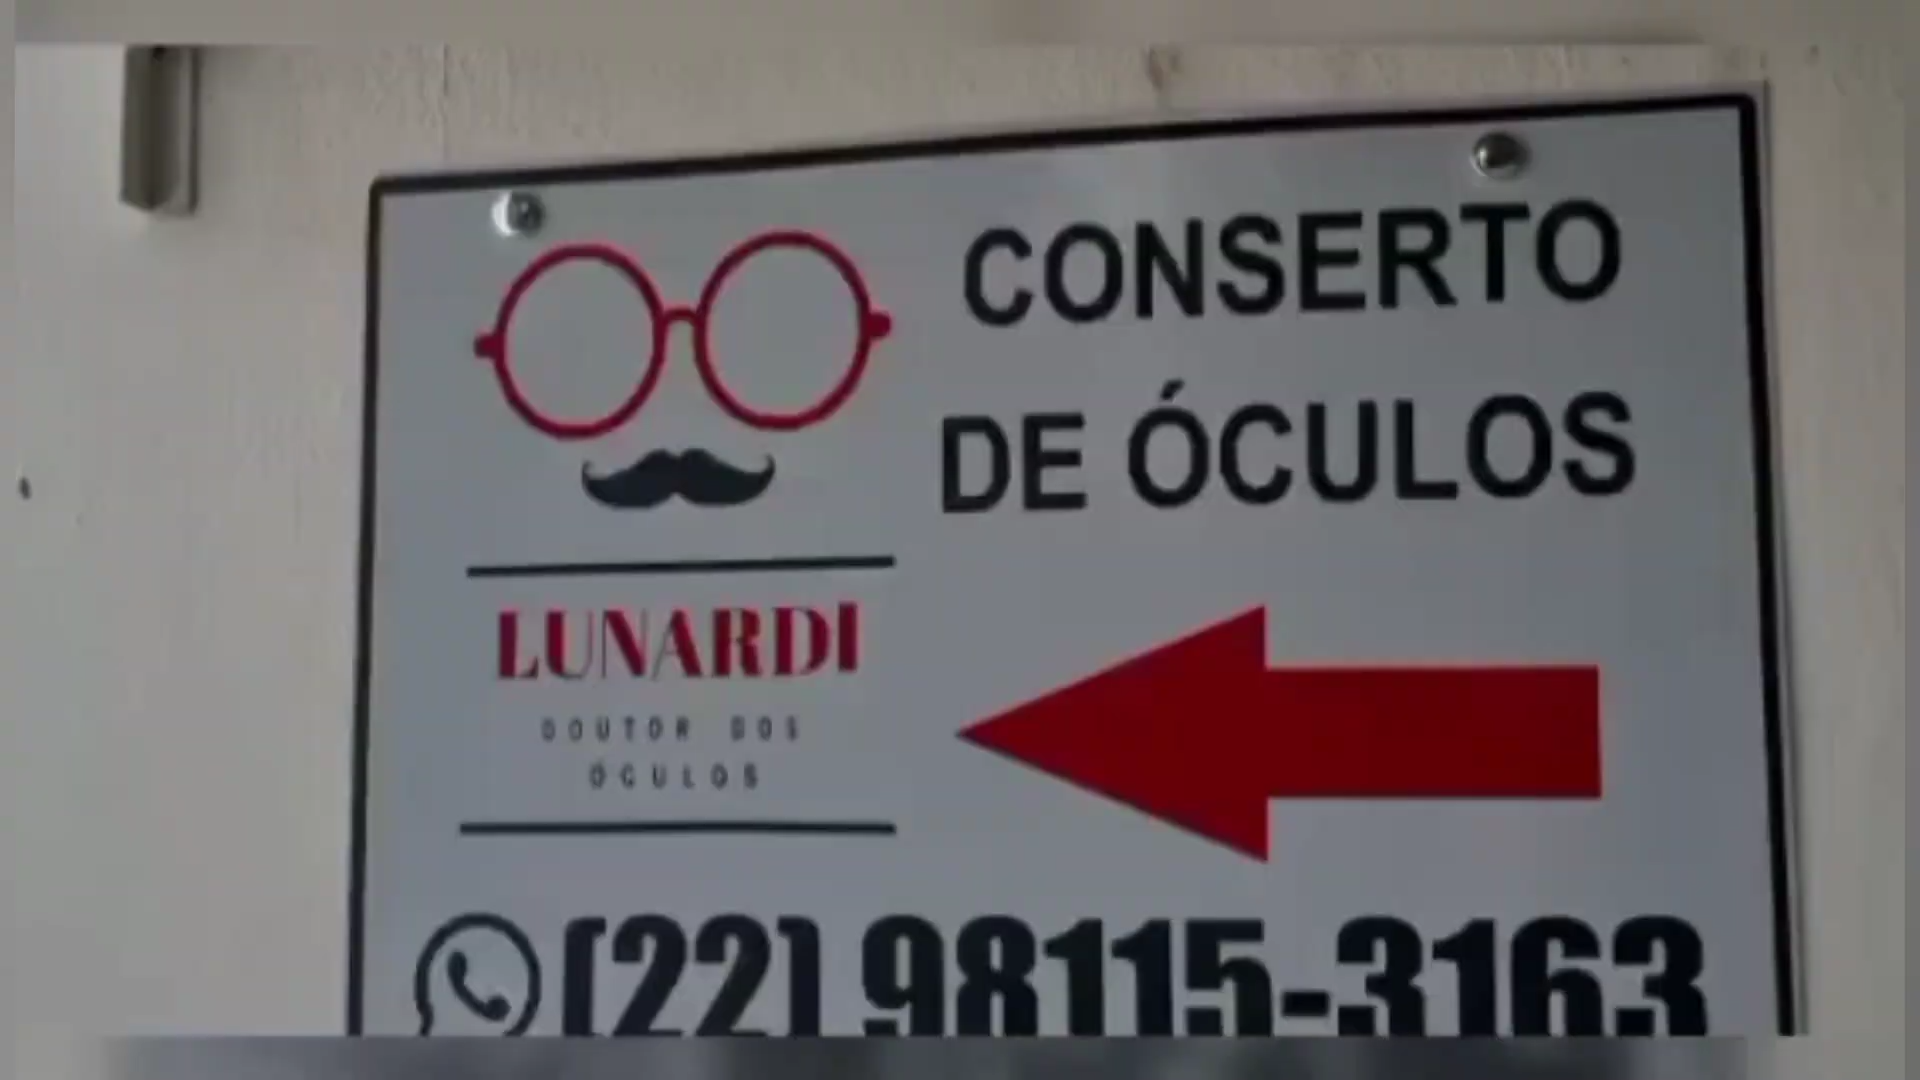 CONSERTO
DE ÓCULOS
LUNARDI
DOUTOR DOS
ÓCULOS
(22) 98115-3163